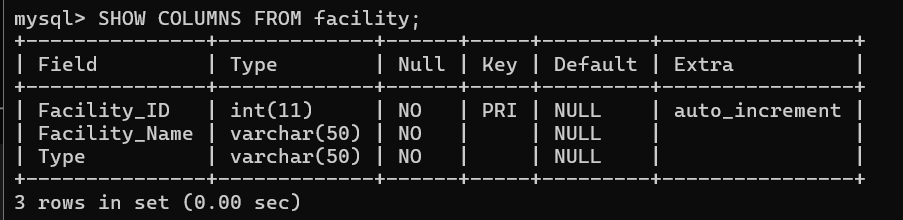 mysql> SHOW COLUMNS FROM facility;
+---------------+-------------+------+-----+---------+----------------+
| Field         | Type        | Null | Key | Default | Extra          |
+---------------+-------------+------+-----+---------+----------------+
| Facility_ID   | int(11)     | NO   | PRI | NULL    | auto_increment |
| Facility_Name | varchar(50) | NO   |     | NULL    |                |
| Type          | varchar(50) | NO   |     | NULL    |                |
+---------------+-------------+------+-----+---------+----------------+
3 rows in set (0.00 sec)